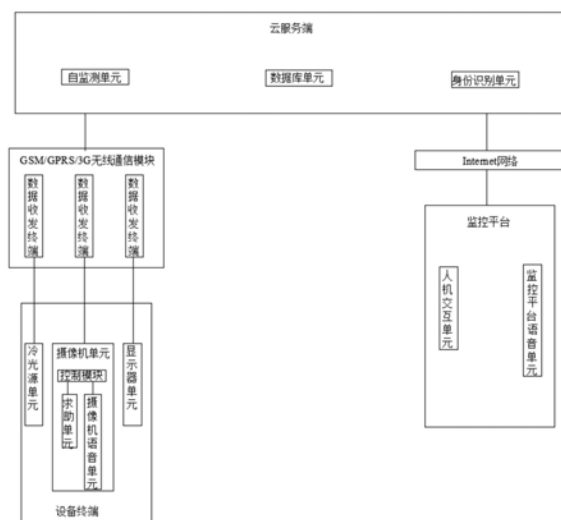 云服务端
自监测单元
数据库单元
身份识别单元
GSM/GPRS/3G无线通信模块
数据收发终端
数据收发终端
数据收发终端
Internet网络
监控平台
人机交互单元
监控平台语音单元
冷光源单元
摄像机单元
控制模块
求助单元
摄像机语音单元
显示器单元
设备终端